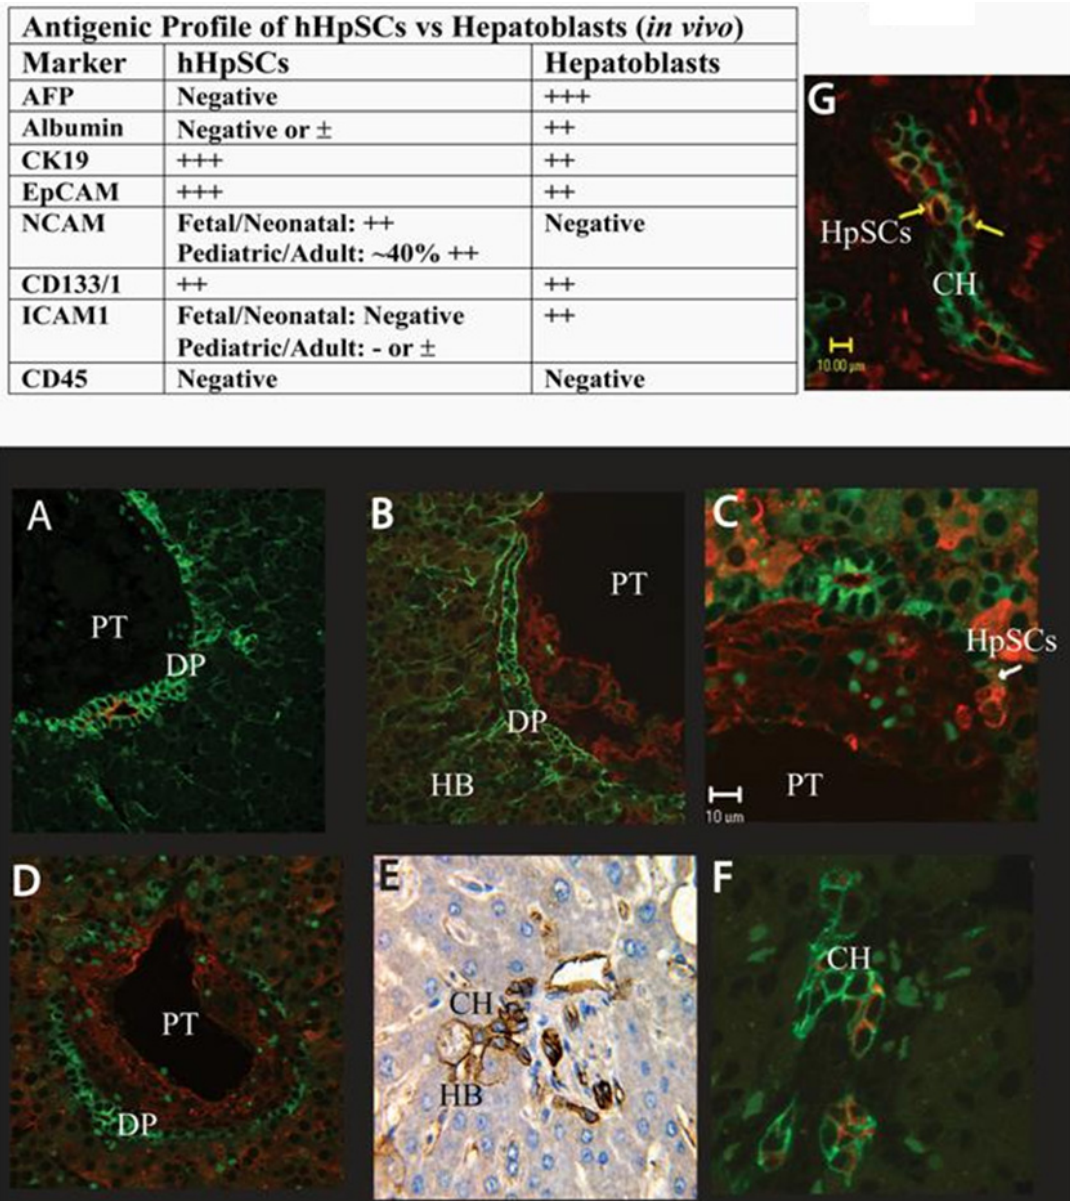 Antigenic Profile of hHpSCs vs Hepatoblasts (in vivo)
Marker hHpSCs Hepatoblasts
AFP Negative +++
Albumin Negative or ± ++
CK19 +++ ++
EpCAM +++ ++
NCAM Fetal/Neonatal: ++ Negative
Pediatric/Adult: ~40% ++
CD133/1 ++ ++
ICAM1 Fetal/Neonatal: Negative ++
Pediatric/Adult: - or ±
CD45 Negative Negative
G
HpSCs
CH
10.00 µm
A
PT
DP
B
PT
DP
HB
C
HpSCs
PT
10 um
D
PT
DP
E
CH
HB
F
CH